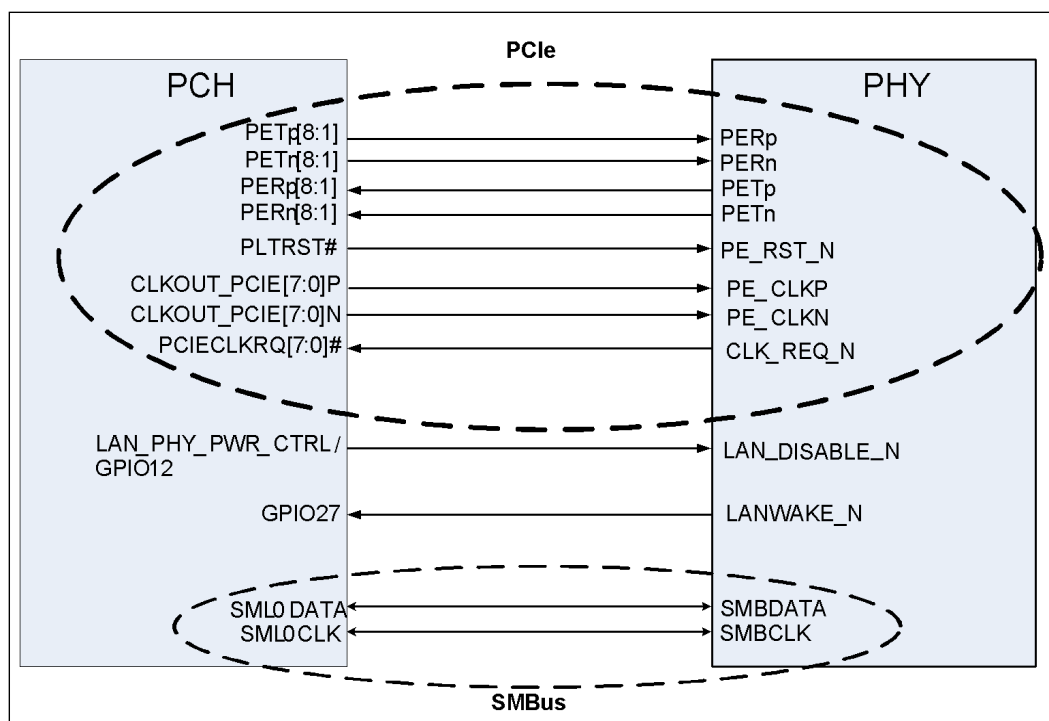 PCIe
PCH
PHY
PETp[8:1]
PERp
PETn[8:1]
PERn
PERp[8:1]
PETp
PERn[8:1]
PETn
PLTRST#
PE_RST_N
CLKOUT_PCIE[7:0]P
PE_CLKP
CLKOUT_PCIE[7:0]N
PE_CLKN
PCIECLKRQ[7:0]#
CLK_REQ_N
LAN_PHY_PWR_CTRL/
GPIO12
LAN_DISABLE_N
GPIO27
LANWAKE_N
SML0DATA
SMBDATA
SML0CLK
SMBCLK
SMBus